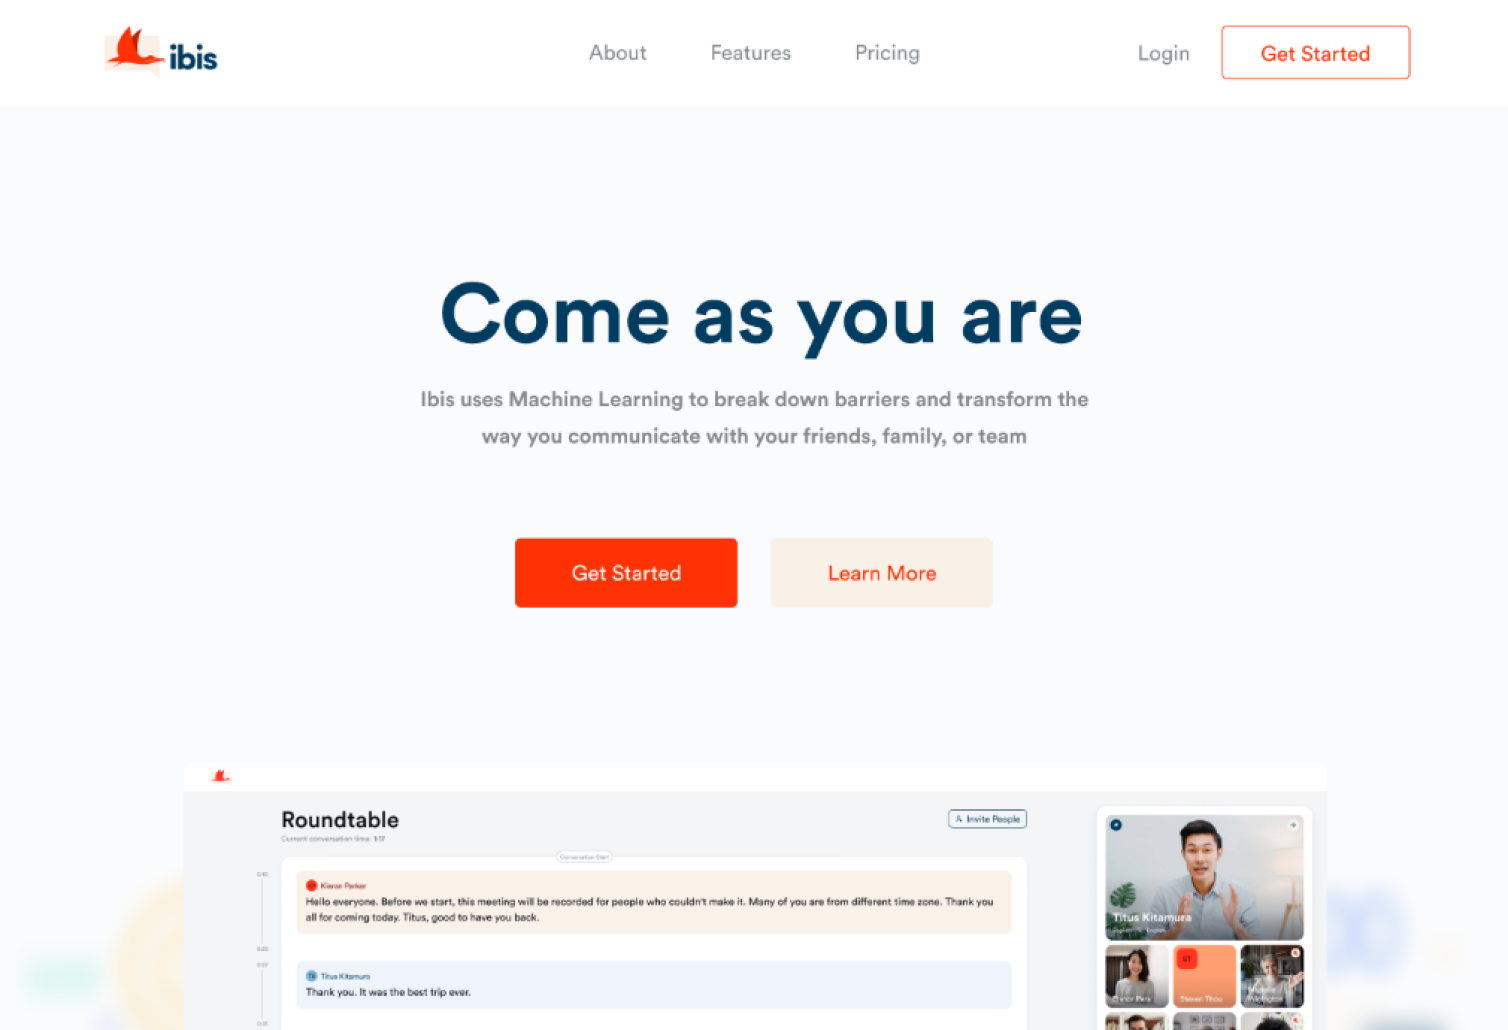 ibis
About
Features
Pricing
Login
Get Started
Come as you are
Ibis uses Machine Learning to break down barriers and transform the
way you communicate with your friends, family, or team
Get Started
Learn More
Roundtable
Invite People
Current conversation time: 1:17
Conversation Start
Kieran Parker
Hello everyone. Before we start, this meeting will be recorded for people who couldn't make it. Many of you are from different time zone. Thank you
all for coming today. Titus, good to have you back.
Titus Kitamura
Thank you. It was the best trip ever.
Titus Kitamura
ST
Steven Thou